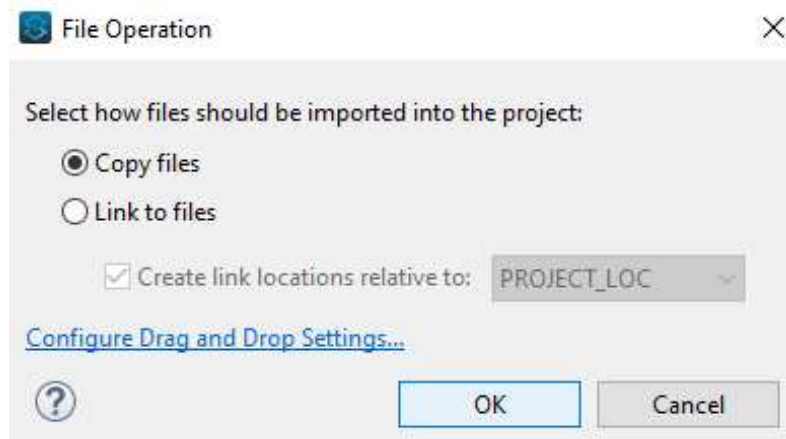 File Operation
Select how files should be imported into the project:
Copy files
Link to files
Create link locations relative to: PROJECT_LOC
Configure Drag and Drop Settings...
? OK Cancel